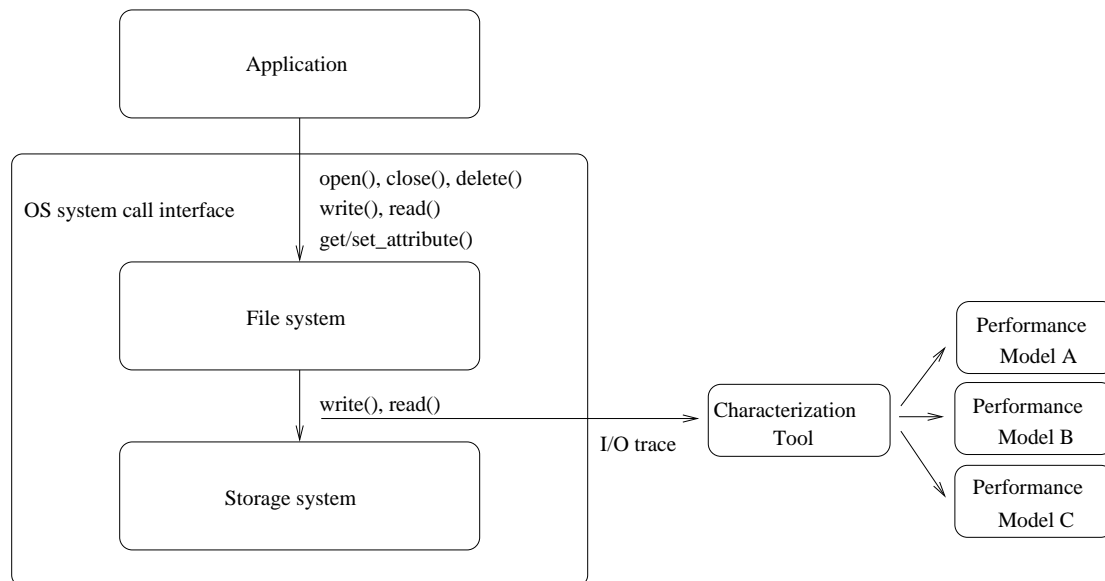 Application
open(), close(), delete()
OS system call interface
write(), read()
get/set_attribute()
File system
write(), read()
I/O trace
Storage system
Characterization
Tool
Performance
Model A
Performance
Model B
Performance
Model C